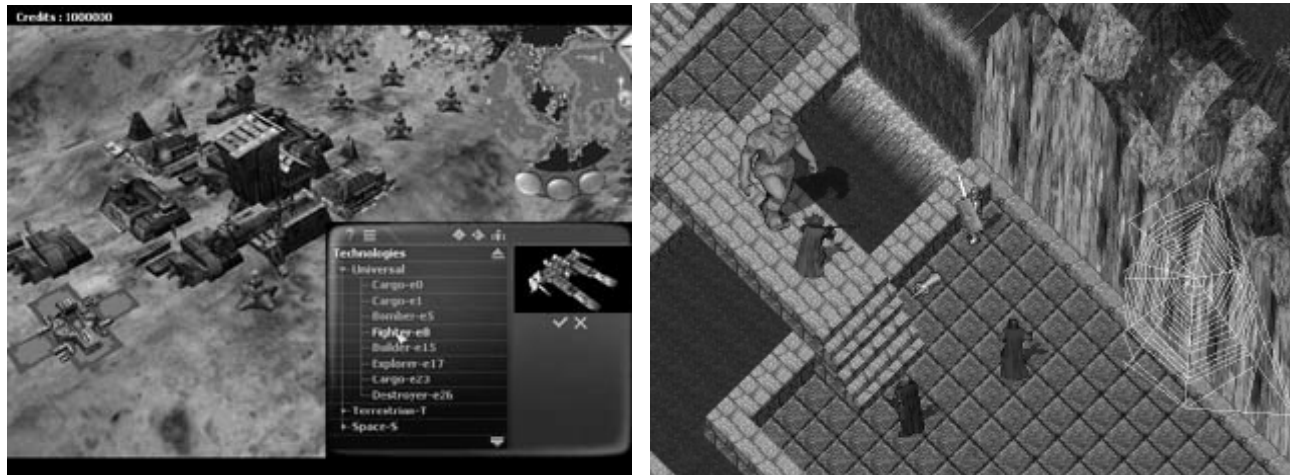 Credits : 1000000
Technologies
Universal
Cargo-e0
Cargo-e1
Bomber-e5
Fighter-e8
Builder-e15
Explorer-e17
Cargo-e23
Destroyer-e26
Terrestrian-T
Space-S